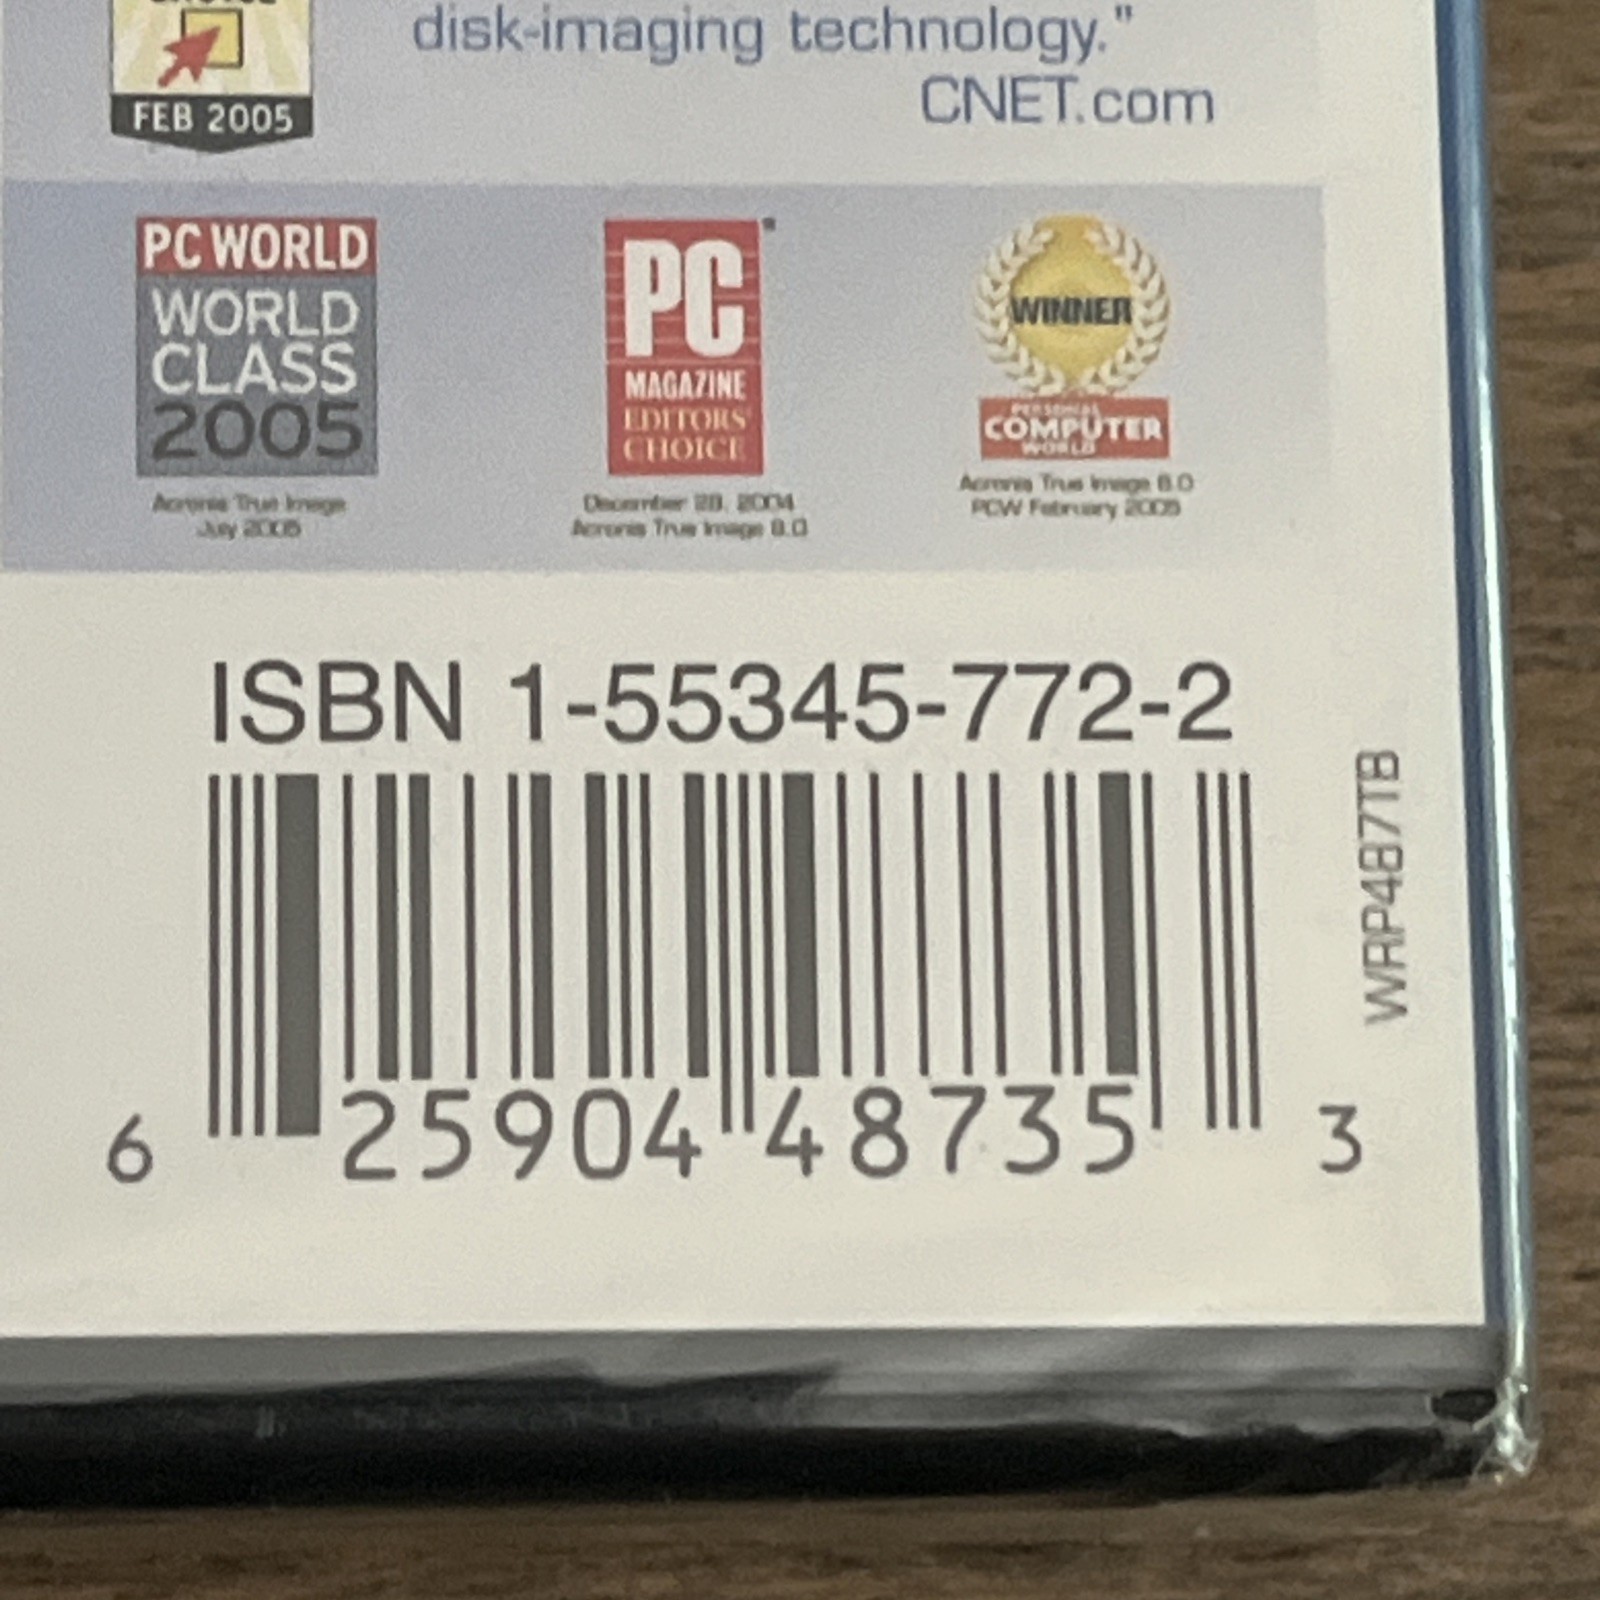 disk-imaging technology."
CNET.com
FEB 2005
PC WORLD
WORLD
CLASS
2005
Acronis True Image
July 2005
PC
MAGAZINE
EDITORS'
CHOICE
December 28, 2004
Acronis True Image 8.0
WINNER
PERSONAL
COMPUTER
WORLD
Acronis True Image 8.0
PCW February 2005
ISBN 1-55345-772-2
6 25904 48735 3
WRP487TB